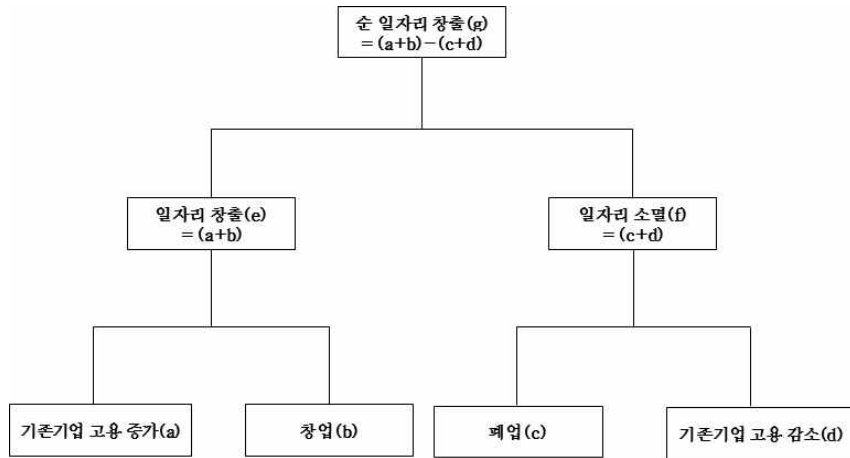 순 일자리 창출(g)
= (a+b)－(c+d)
일자리 창출(e)
= (a+b)
일자리 소멸(f)
= (c+d)
기존기업 고용 증가(a)
창업(b)
폐업(c)
기존기업 고용 감소(d)